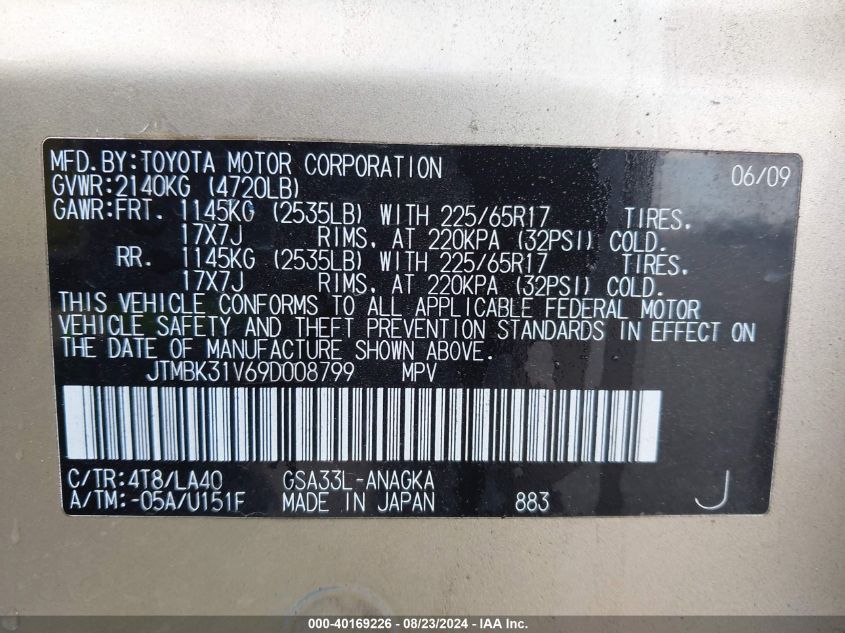 MFD.BY:TOYOTA MOTOR CORPORATION 06/09
GVWR:2140KG (4720LB)
GAWR:FRT. 1145KG (2535LB) WITH 225/65R17 TIRES,
17X7J RIMS, AT 220KPA (32PSI) COLD.
RR. 1145KG (2535LB) WITH 225/65R17 TIRES,
17X7J RIMS, AT 220KPA (32PSI) COLD.
THIS VEHICLE CONFORMS TO ALL APPLICABLE FEDERAL MOTOR
VEHICLE SAFETY AND THEFT PREVENTION STANDARDS IN EFFECT ON
THE DATE OF MANUFACTURE SHOWN ABOVE.
JTMBK31V69D008799 MPV
C/TR:4T8/LA40 GSA33L-ANAGKA
A/TM:-05A/U151F MADE IN JAPAN 883 J
000-40169226 - 08/23/2024 - IAA Inc.